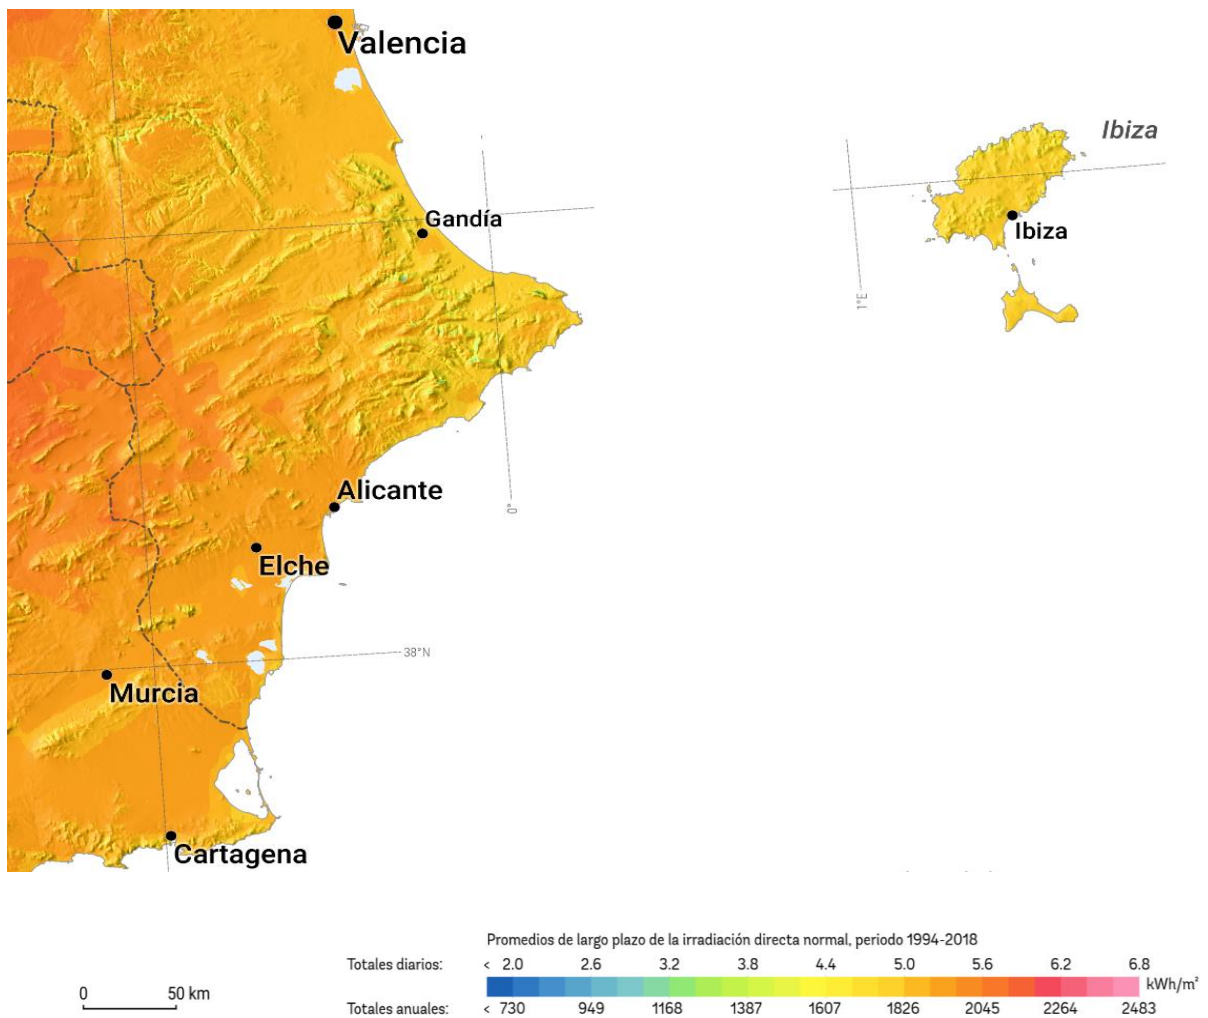 Valencia
Ibiza
Gandía
Ibiza
1°E
Alicante
0°
Elche
38°N
Murcia
Cartagena
Promedios de largo plazo de la irradiación directa normal, periodo 1994-2018
Totales diarios: < 2.0 2.6 3.2 3.8 4.4 5.0 5.6 6.2 6.8
kWh/m²
0 50 km
Totales anuales: < 730 949 1168 1387 1607 1826 2045 2264 2483